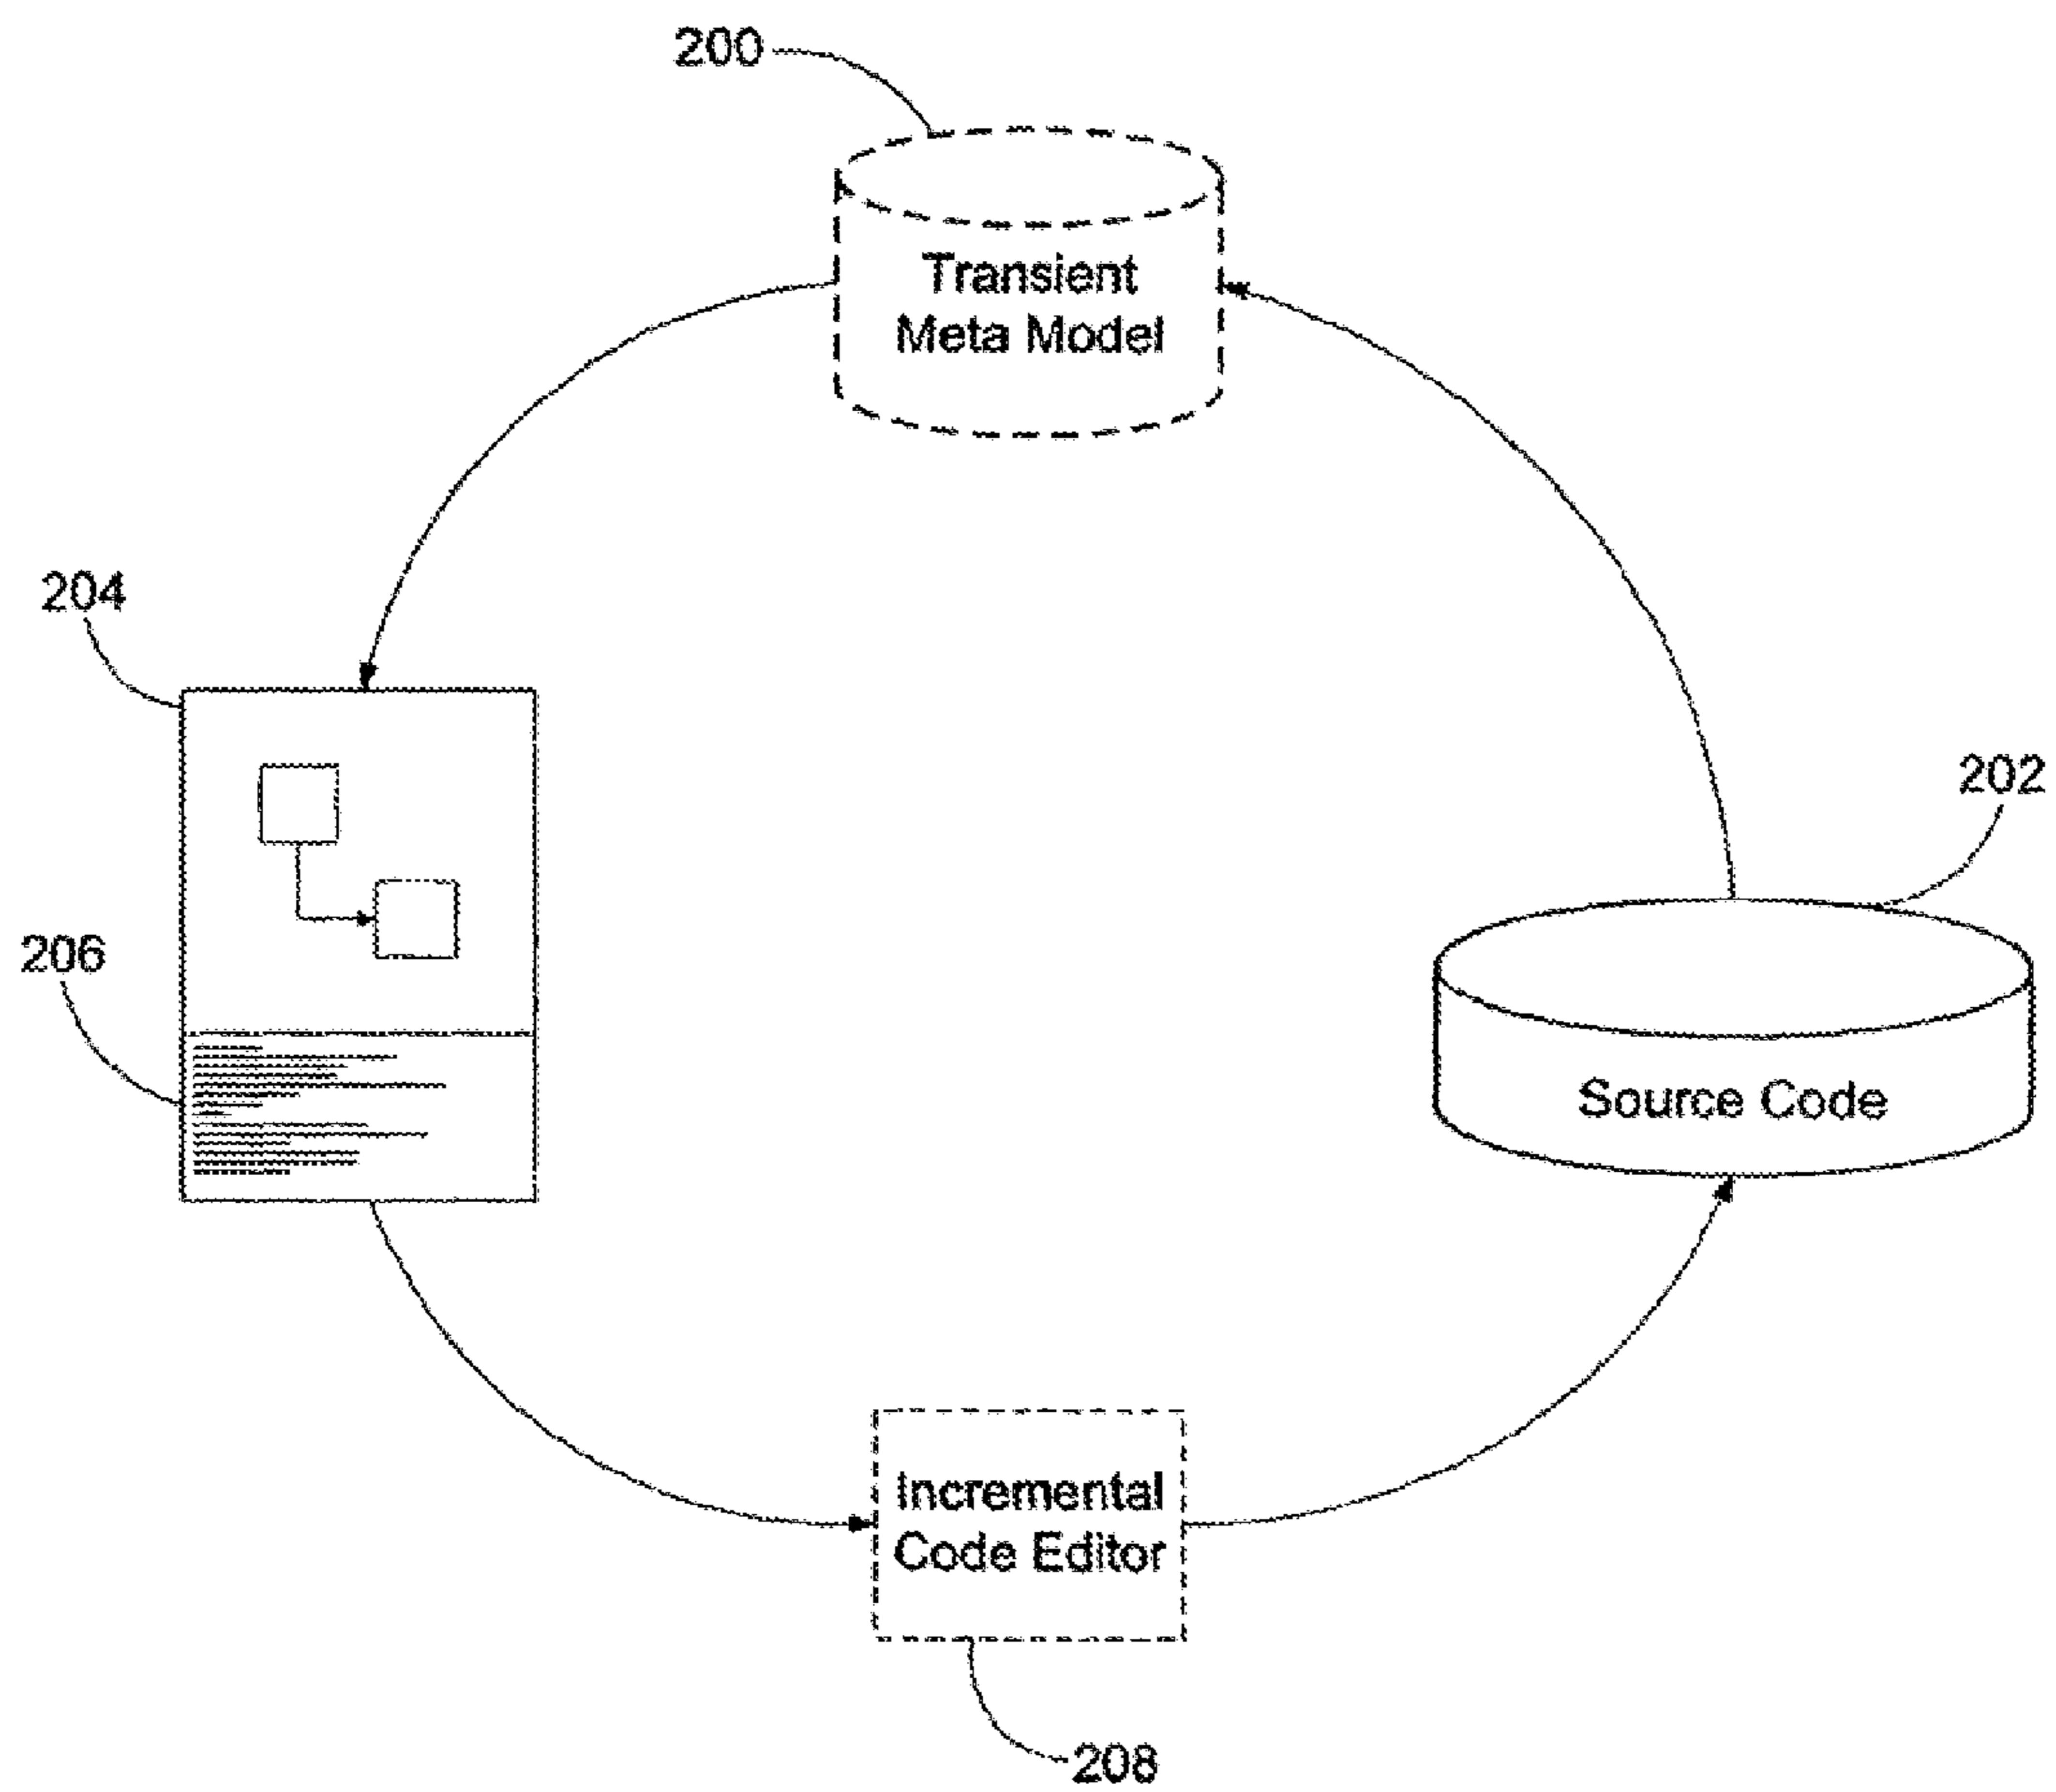 200
Transient
Meta Model
204
202
206
Source Code
Incremental
Code Editor
208